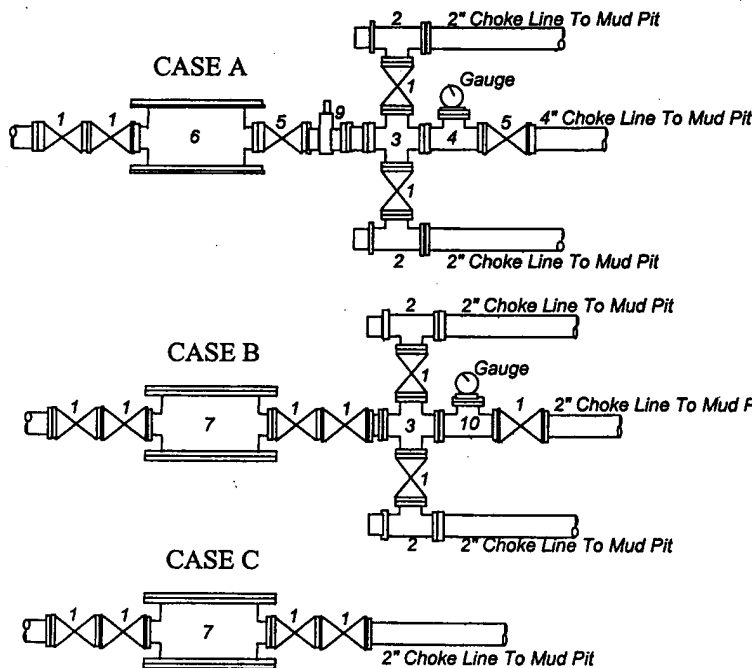 2
2" Choke Line To Mud Pit
CASE A
Gauge
1
1
1
9
5
4" Choke Line To Mud Pit
5
6
3
4
1
2
2" Choke Line To Mud Pit
2
2" Choke Line To Mud Pit
CASE B
Gauge
1
1
1
1
1
1
2" Choke Line To Mud P
7
3
10
1
2
2" Choke Line To Mud Pit
CASE C
1
1
1
1
7
2" Choke Line To Mud Pit